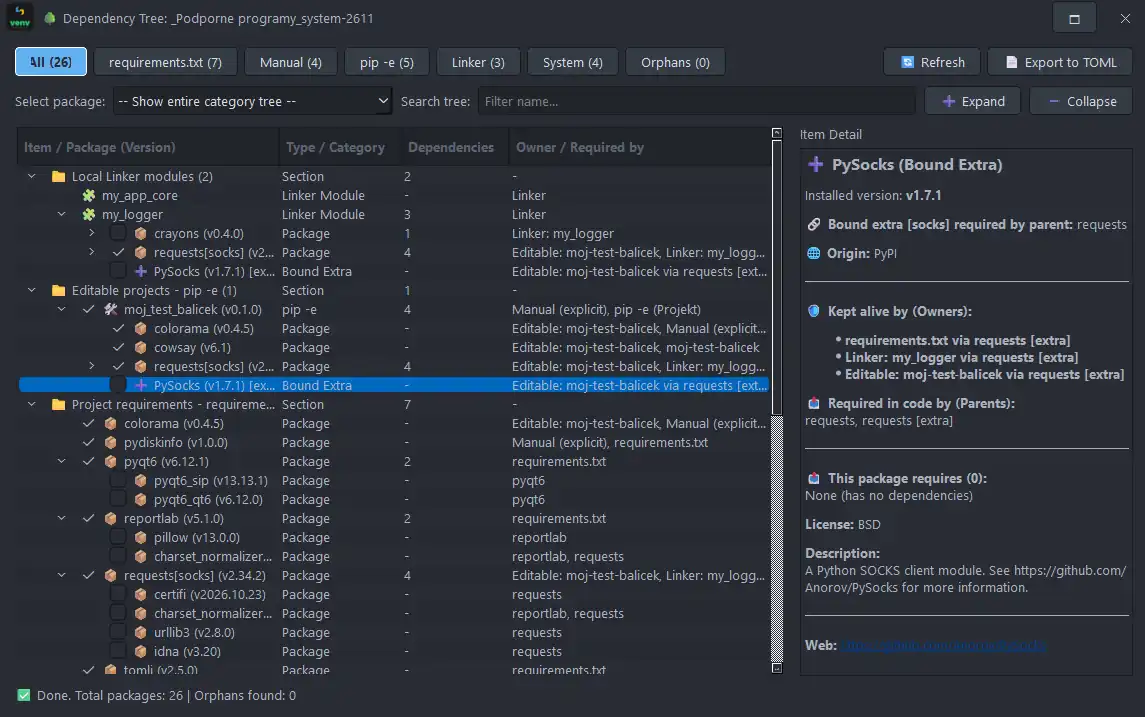 venv
Dependency Tree: _Podporne programy_system-2611
All (26)
requirements.txt (7)
Manual (4)
pip -e (5)
Linker (3)
System (4)
Orphans (0)
Refresh
Export to TOML
Select package:
-- Show entire category tree --
Search tree:
Filter name...
Expand
Collapse
Item / Package (Version) Type / Category Dependencies Owner / Required by
Local Linker modules (2) Section 2 -
my_app_core Linker Module - Linker
my_logger Linker Module 3 Linker
crayons (v0.4.0) Package 1 Linker: my_logger
requests[socks] (v2... Package 4 Editable: moj-test-balicek, Linker: my_logg...
PySocks (v1.7.1) [ex... Bound Extra - Editable: moj-test-balicek via requests [ext...
Editable projects - pip -e (1) Section 1 -
moj_test_balicek (v0.1.0) pip -e 4 Manual (explicit), pip -e (Projekt)
colorama (v0.4.5) Package - Editable: moj-test-balicek, Manual (explicit...
cowsay (v6.1) Package - Editable: moj-test-balicek, moj-test-balicek
requests[socks] (v2... Package 4 Editable: moj-test-balicek, Linker: my_logg...
PySocks (v1.7.1) [ex... Bound Extra - Editable: moj-test-balicek via requests [ext...
Project requirements - requireme... Section 7 -
colorama (v0.4.5) Package - Editable: moj-test-balicek, Manual (explicit...
pydiskinfo (v1.0.0) Package - Manual (explicit), requirements.txt
pyqt6 (v6.12.1) Package 2 requirements.txt
pyqt6_sip (v13.13.1) Package - pyqt6
pyqt6_qt6 (v6.12.0) Package - pyqt6
reportlab (v5.1.0) Package 2 requirements.txt
pillow (v13.0.0) Package - reportlab
charset_normalizer... Package - reportlab, requests
requests[socks] (v2.34.2) Package 4 Editable: moj-test-balicek, Linker: my_logg...
certifi (v2026.10.23) Package - requests
charset_normalizer... Package - reportlab, requests
urllib3 (v2.8.0) Package - requests
idna (v3.20) Package - requests
tomli (v2.5.0) Package - requirements.txt
Item Detail
PySocks (Bound Extra)
Installed version: v1.7.1
Bound extra [socks] required by parent: requests
Origin: PyPI
Kept alive by (Owners):
• requirements.txt via requests [extra]
• Linker: my_logger via requests [extra]
• Editable: moj-test-balicek via requests [extra]
Required in code by (Parents):
requests, requests [extra]
This package requires (0):
None (has no dependencies)
License: BSD
Description:
A Python SOCKS client module. See https://github.com/
Anorov/PySocks for more information.
Web:
Done. Total packages: 26 | Orphans found: 0